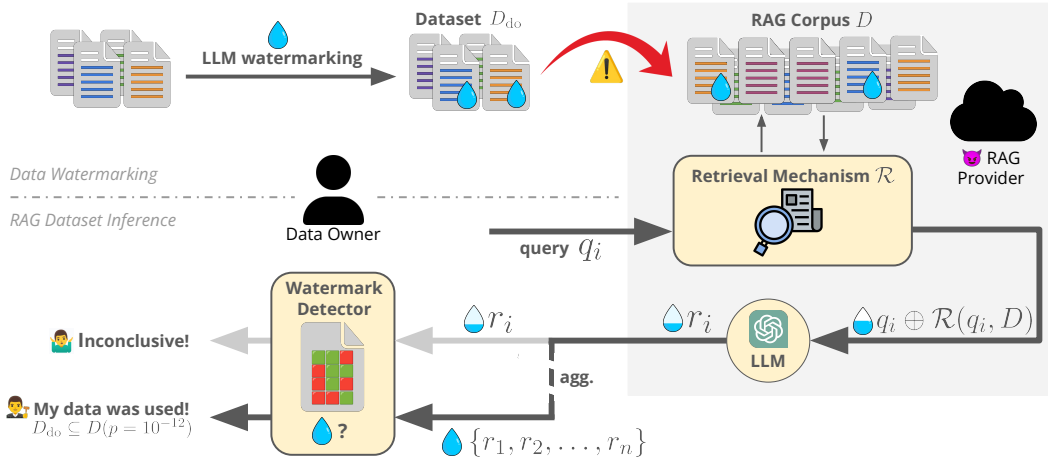 Dataset $D_{\text{do}}$
LLM watermarking
RAG Corpus $D$
RAG
Provider
Data Watermarking
RAG Dataset Inference
Data Owner
Retrieval Mechanism $\mathcal{R}$
query $q_i$
Watermark
Detector
$r_i$
$r_i$
$q_i \oplus \mathcal{R}(q_i, D)$
LLM
Inconclusive!
agg.
My data was used!
$D_{\text{do}} \subseteq D(p = 10^{-12})$
?
$\{r_1, r_2, \ldots, r_n\}$